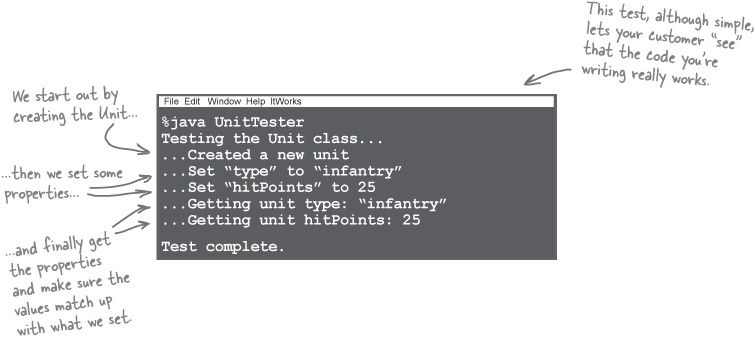 This test, although simple,
lets your customer “see”
that the code you’re
writing really works.
We start out by
creating the Unit...
File Edit Window Help ItWorks
%java UnitTester
Testing the Unit class...
...Created a new unit
...Set “type” to “infantry”
...Set “hitPoints” to 25
...Getting unit type: “infantry”
...Getting unit hitPoints: 25
Test complete.
...then we set some
properties...
...and finally get
the properties
and make sure the
values match up
with what we set.